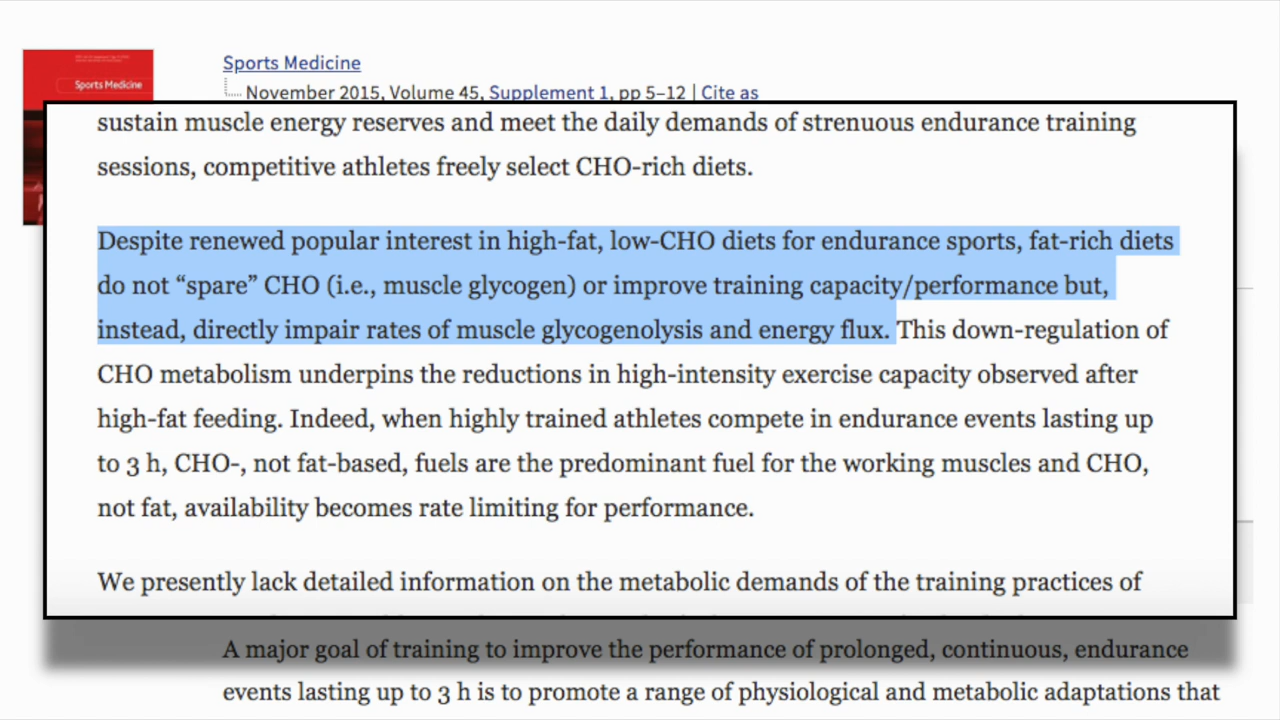 Sports Medicine
Sports Medicine
November 2015, Volume 45, Supplement 1, pp 5–12 | Cite as
sustain muscle energy reserves and meet the daily demands of strenuous endurance training
sessions, competitive athletes freely select CHO-rich diets.
Despite renewed popular interest in high-fat, low-CHO diets for endurance sports, fat-rich diets
do not “spare” CHO (i.e., muscle glycogen) or improve training capacity/performance but,
instead, directly impair rates of muscle glycogenolysis and energy flux. This down-regulation of
CHO metabolism underpins the reductions in high-intensity exercise capacity observed after
high-fat feeding. Indeed, when highly trained athletes compete in endurance events lasting up
to 3 h, CHO-, not fat-based, fuels are the predominant fuel for the working muscles and CHO,
not fat, availability becomes rate limiting for performance.
We presently lack detailed information on the metabolic demands of the training practices of
A major goal of training to improve the performance of prolonged, continuous, endurance
events lasting up to 3 h is to promote a range of physiological and metabolic adaptations that